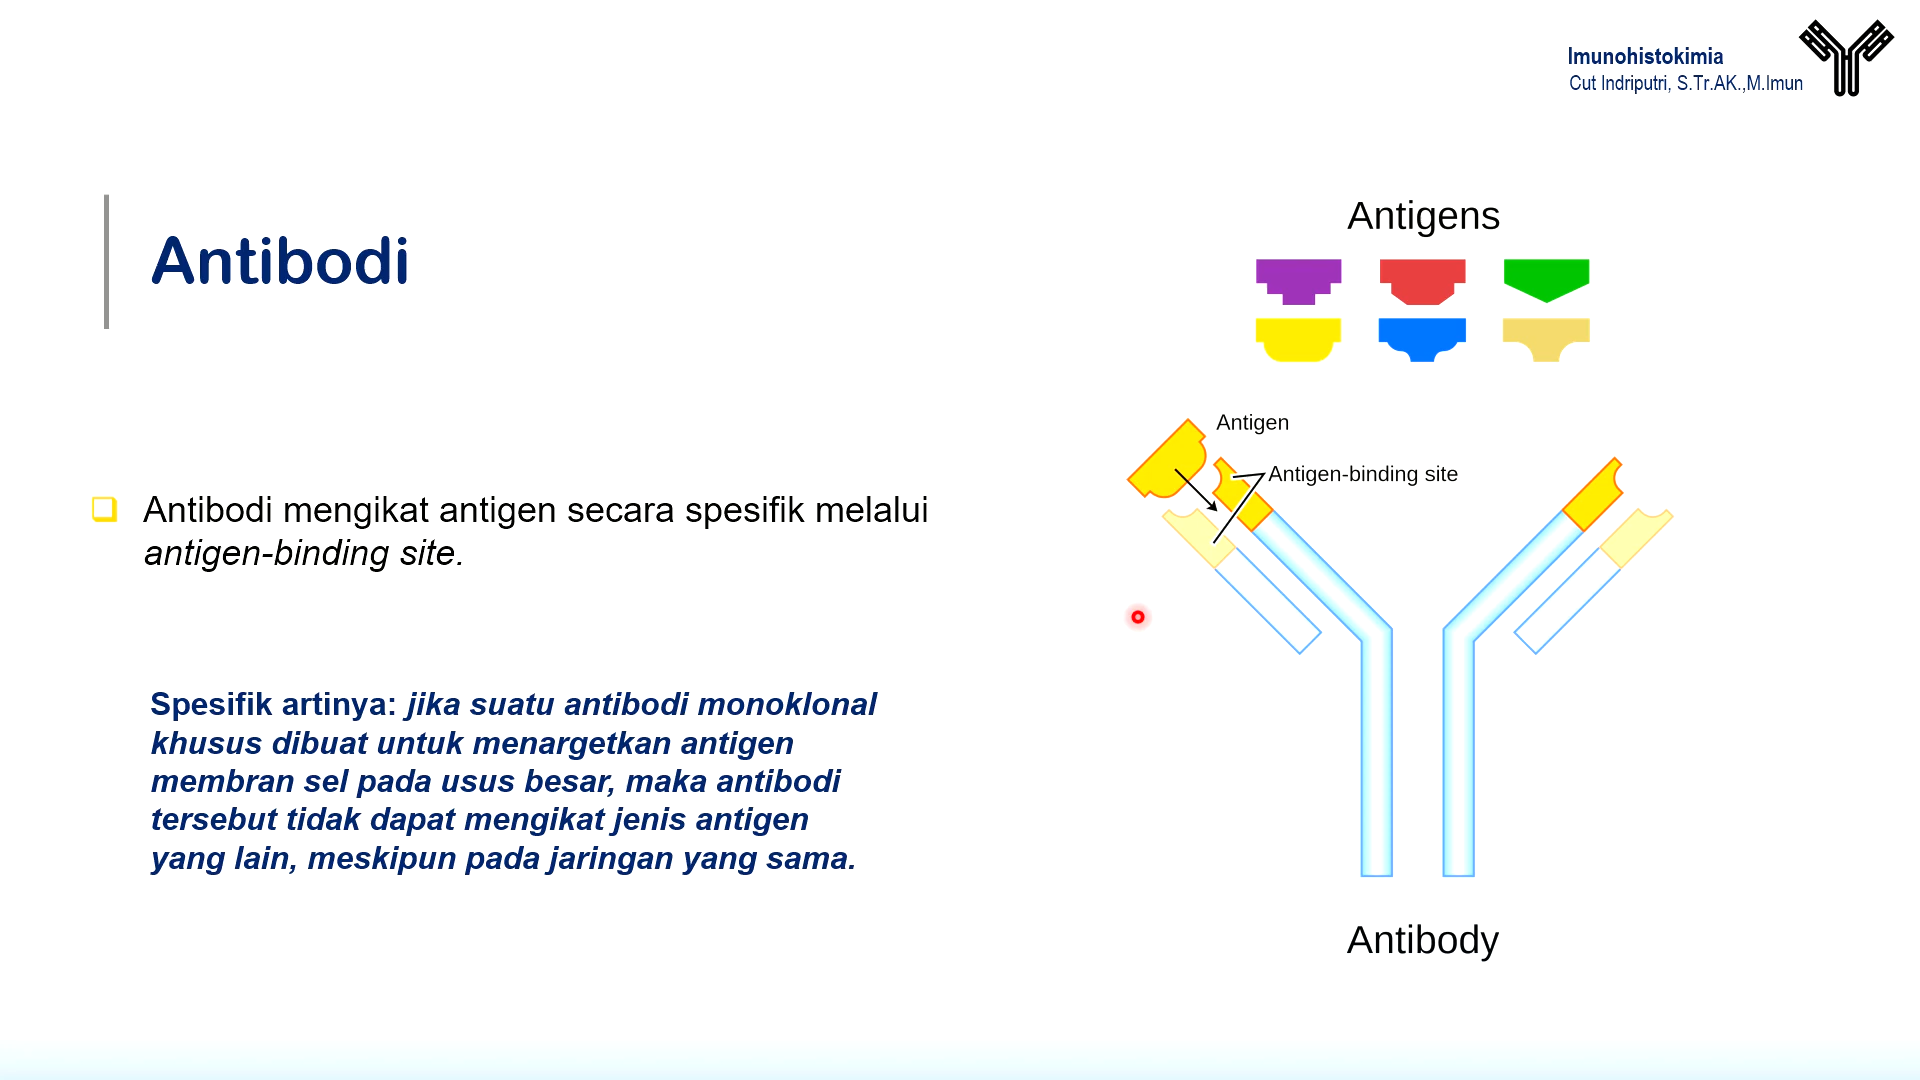 Imunohistokimia
Cut Indriputri, S.Tr.AK.,M.Imun
Antibodi
Antibodi mengikat antigen secara spesifik melalui
antigen-binding site.
Spesifik artinya: jika suatu antibodi monoklonal
khusus dibuat untuk menargetkan antigen
membran sel pada usus besar, maka antibodi
tersebut tidak dapat mengikat jenis antigen
yang lain, meskipun pada jaringan yang sama.
Antigens
Antigen
Antigen-binding site
Antibody